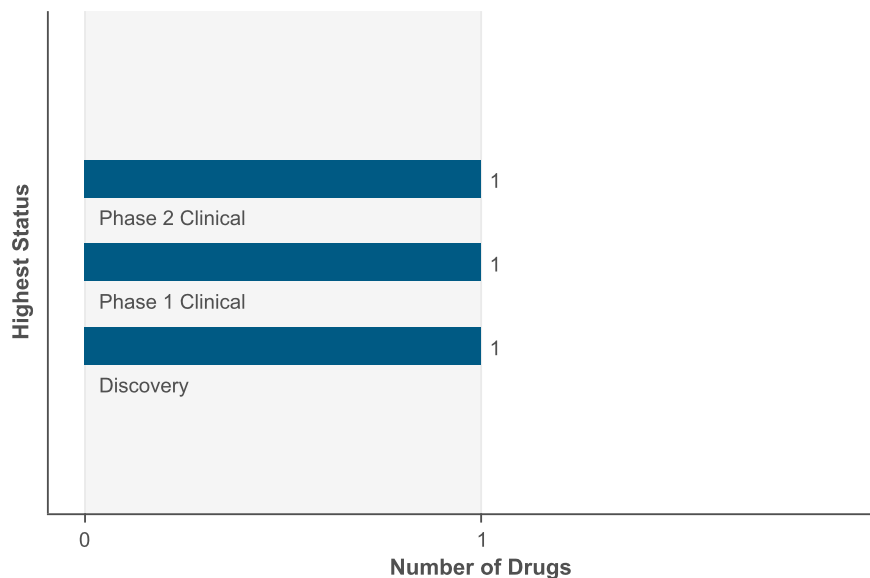 Highest Status
1
Phase 2 Clinical
1
Phase 1 Clinical
1
Discovery
0
1
Number of Drugs